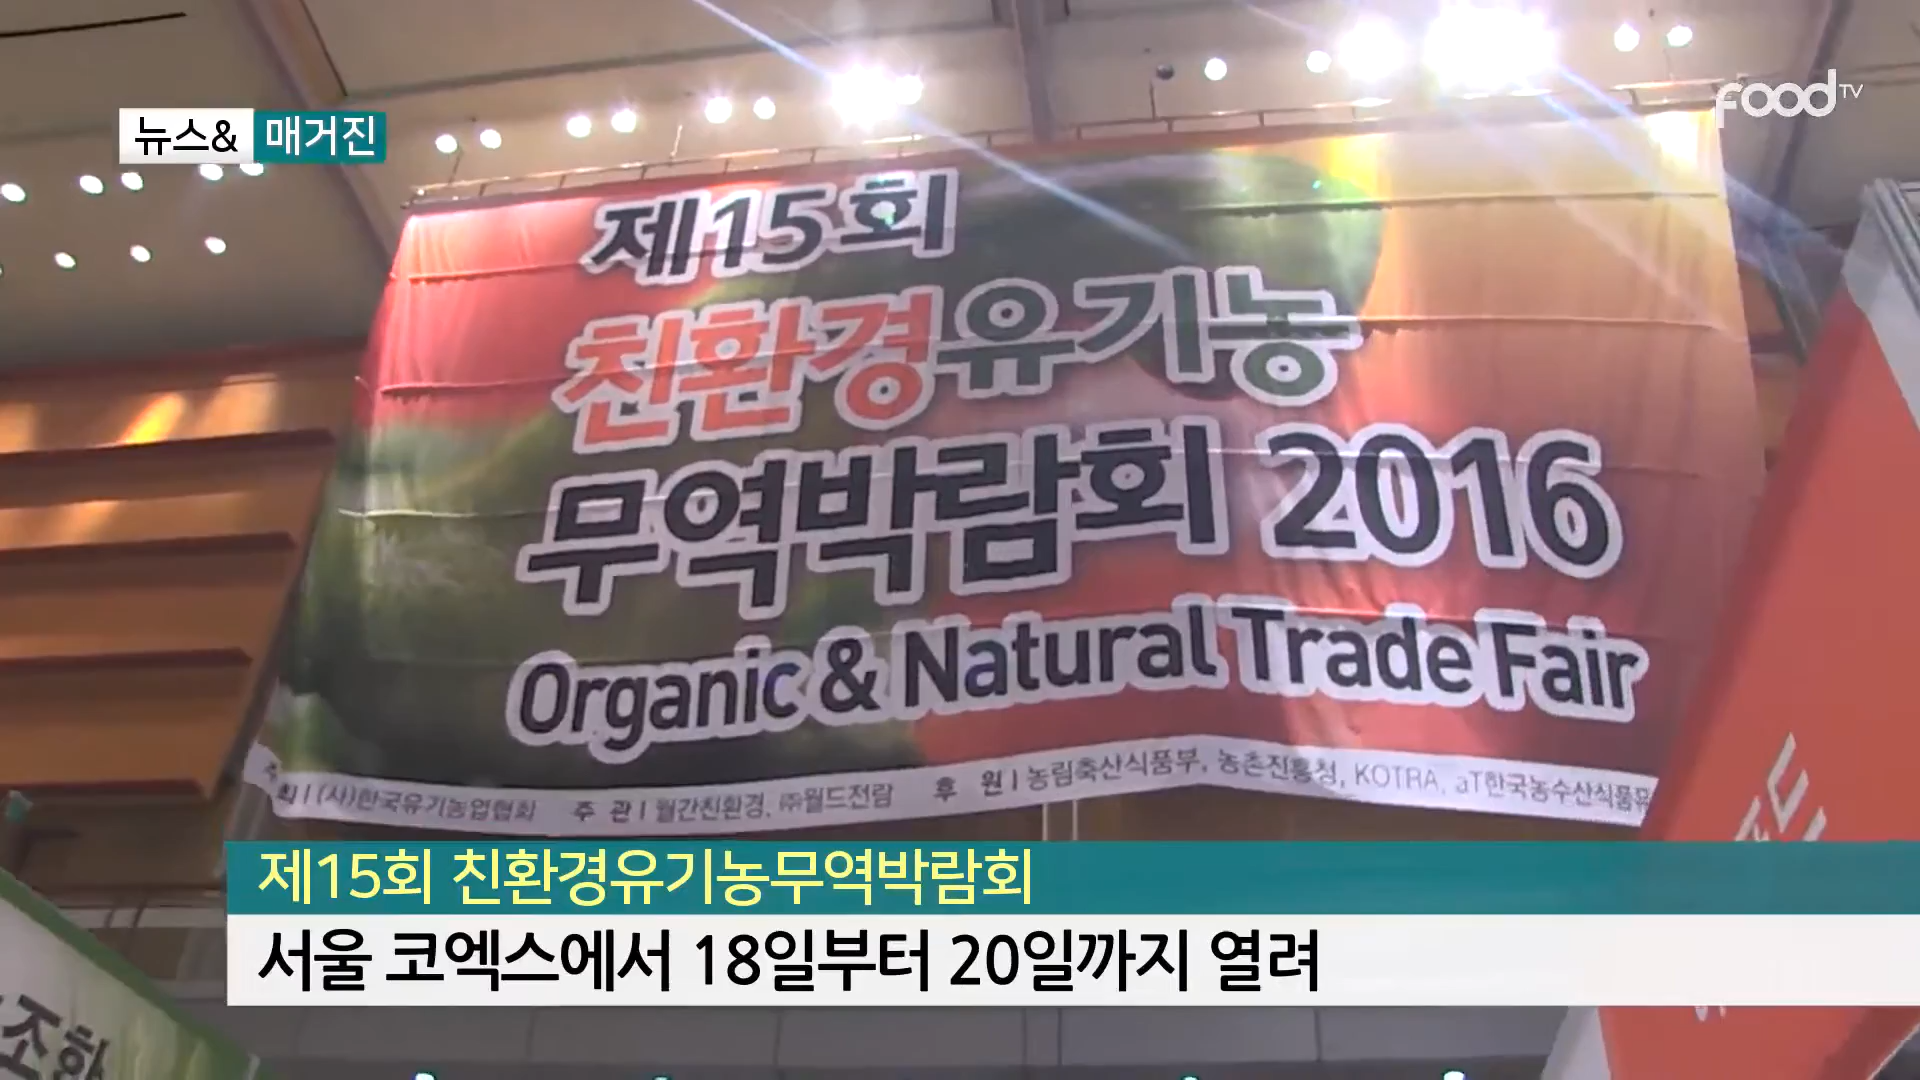 뉴스& 매거진
food TV
제15회
친환경유기농
무역박람회 2016
Organic & Natural Trade Fair
최 | (사)한국유기농업협회 주 관 | 월간친환경, ㈜월드전람 후 원 | 농림축산식품부, 농촌진흥청, KOTRA, aT한국농수산식품유
제15회 친환경유기농무역박람회
서울 코엑스에서 18일부터 20일까지 열려